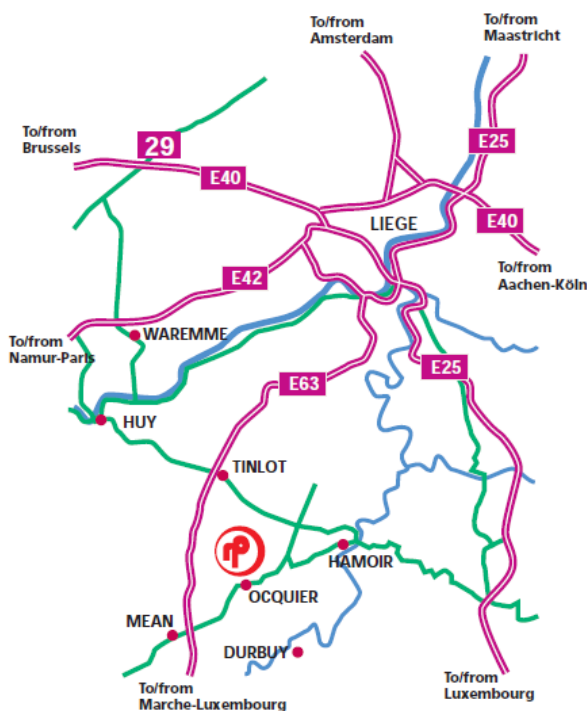 To/from
Amsterdam
To/from
Maastricht
To/from
Brussels
29
E25
E40
LIEGE
E40
To/from
Aachen-Köln
E42
To/from
Namur-Paris
WAREMME
E63
E25
HUY
TINLOT
rp
HAMOIR
OCQUIER
MEAN
DURBUY
To/from
Marche-Luxembourg
To/from
Luxembourg